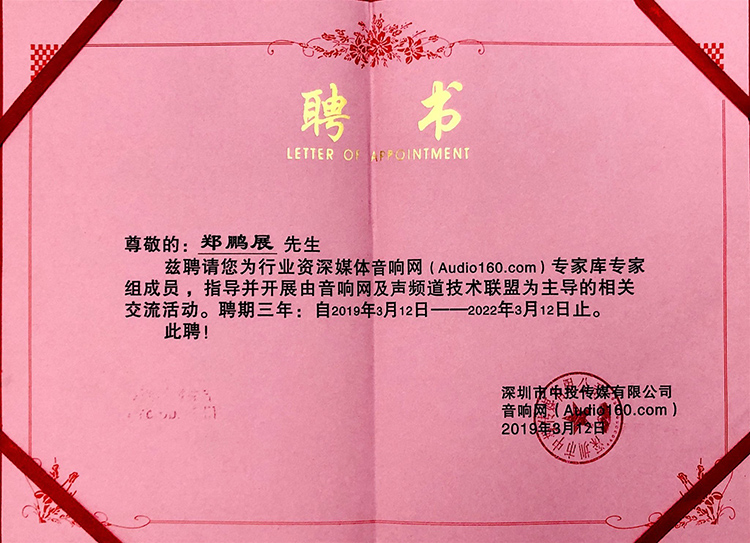 聘书
LETTER OF APPOINTMENT
尊敬的：郑鹏展 先生
兹聘请您为行业资深媒体音响网（Audio160.com）专家库专家
组成员，指导并开展由音响网及声频道技术联盟为主导的相关
交流活动。聘期三年：自2019年3月12日——2022年3月12日止。
此聘！
深圳市中投传媒有限公司
音响网（Audio160.com）
2019年3月12日